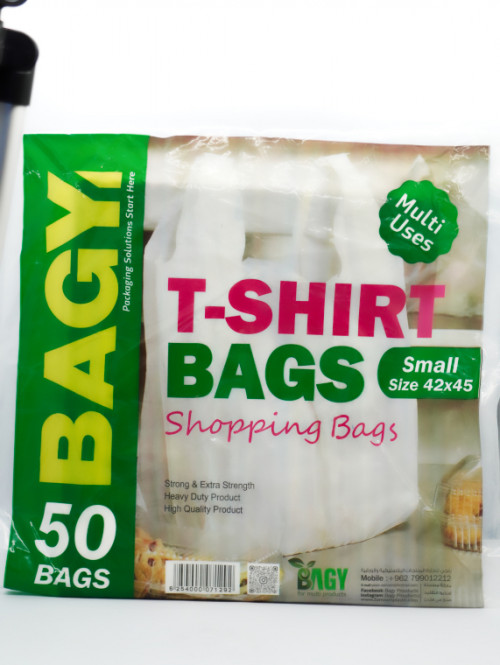 BAGY
Packaging Solutions Start Here
Multi
Uses
T-SHIRT
BAGS
Small
Size 42x45
Shopping Bags
Strong & Extra Strength
Heavy Duty Product
High Quality Product
50
BAGS
BAGY
Mobile : +962 799012212